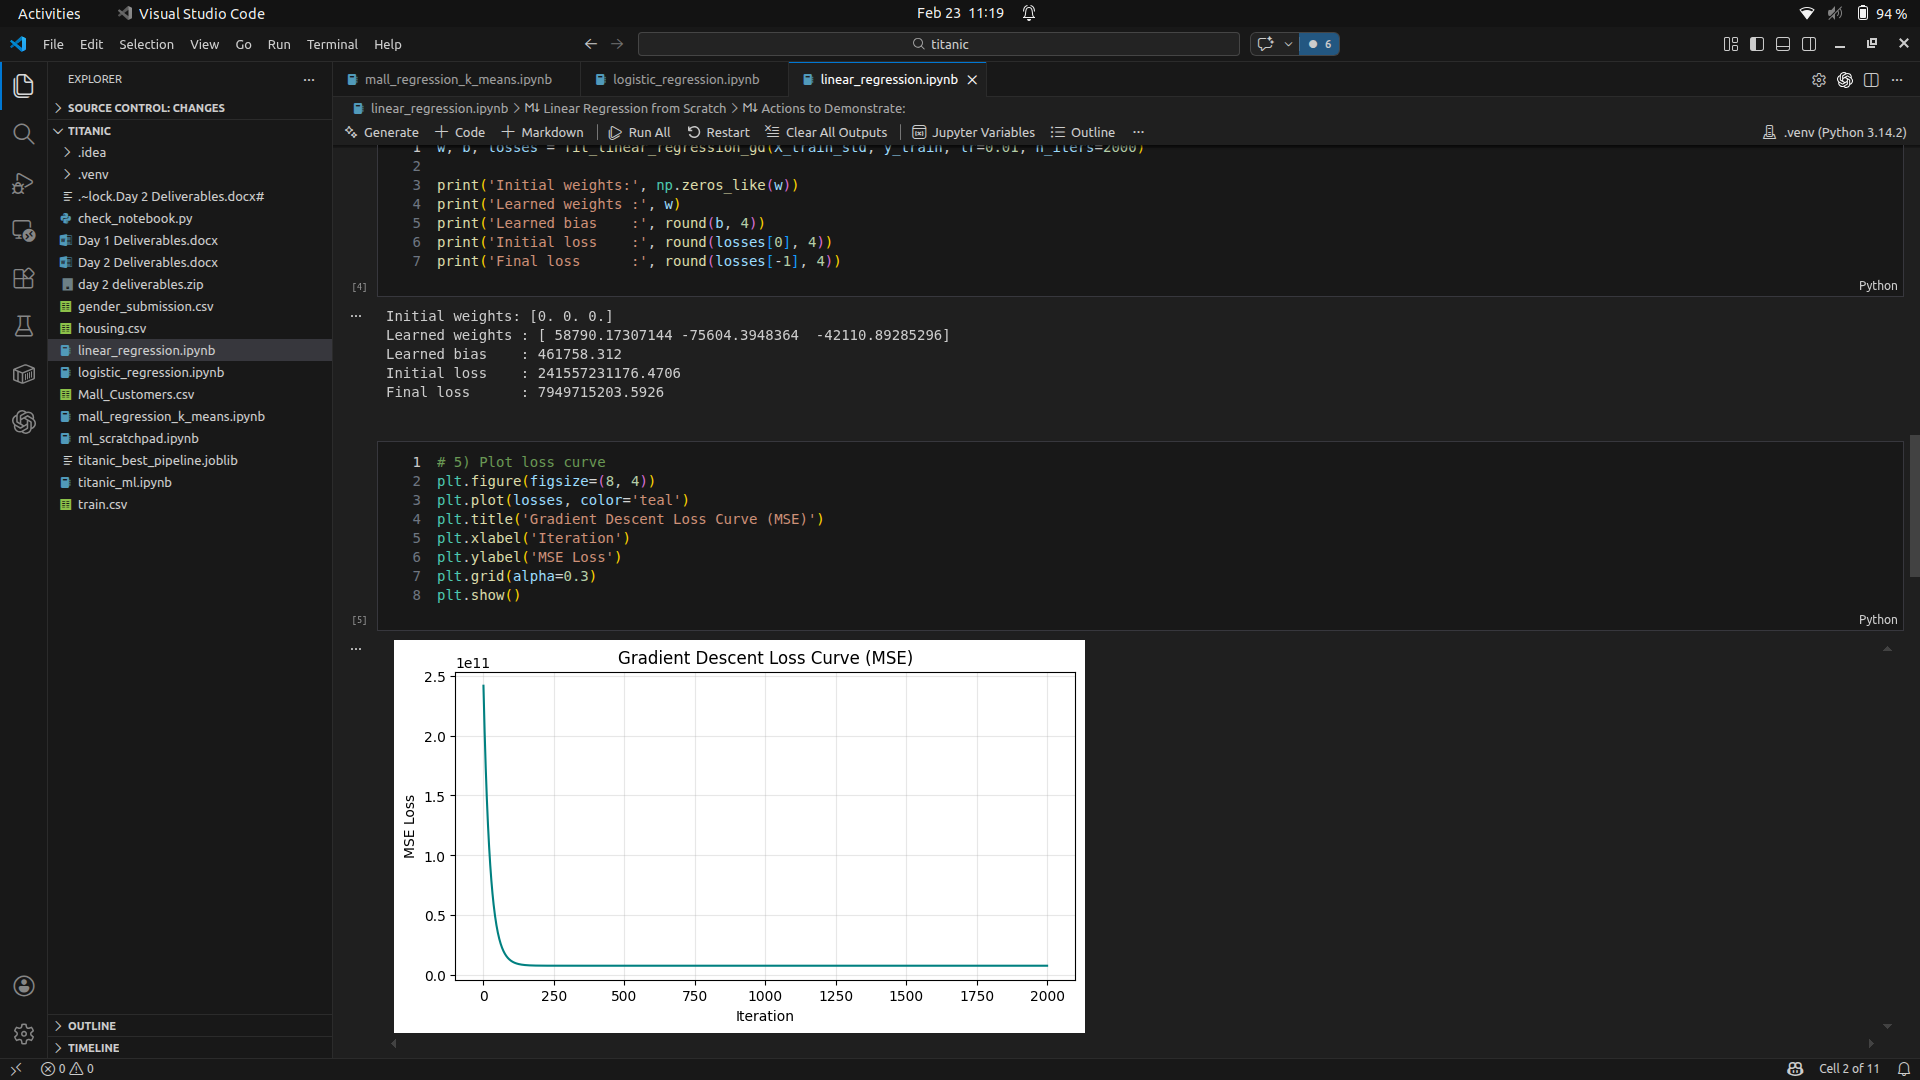 Activities
Visual Studio Code
Feb 23 11:19
94 %
File Edit Selection View Go Run Terminal Help
titanic
6
EXPLORER
SOURCE CONTROL: CHANGES
TITANIC
.idea
.venv
.~lock.Day 2 Deliverables.docx#
check_notebook.py
Day 1 Deliverables.docx
Day 2 Deliverables.docx
day 2 deliverables.zip
gender_submission.csv
housing.csv
linear_regression.ipynb
logistic_regression.ipynb
Mall_Customers.csv
mall_regression_k_means.ipynb
ml_scratchpad.ipynb
titanic_best_pipeline.joblib
titanic_ml.ipynb
train.csv
OUTLINE
TIMELINE
mall_regression_k_means.ipynb
logistic_regression.ipynb
linear_regression.ipynb
linear_regression.ipynb > M↓ Linear Regression from Scratch > M↓ Actions to Demonstrate:
Generate + Code + Markdown Run All Restart Clear All Outputs Jupyter Variables Outline ...
.venv (Python 3.14.2)
1 w, b, losses = fit_linear_regression_gd(X_train_std, y_train, lr=0.01, n_iters=2000)
2
3 print('Initial weights:', np.zeros_like(w))
4 print('Learned weights :', w)
5 print('Learned bias    :', round(b, 4))
6 print('Initial loss    :', round(losses[0], 4))
7 print('Final loss      :', round(losses[-1], 4))
[4]
Python
Initial weights: [0. 0. 0.]
Learned weights : [ 58790.17307144 -75604.3948364  -42110.89285296]
Learned bias    : 461758.312
Initial loss    : 241557231176.4706
Final loss      : 7949715203.5926
1 # 5) Plot loss curve
2 plt.figure(figsize=(8, 4))
3 plt.plot(losses, color='teal')
4 plt.title('Gradient Descent Loss Curve (MSE)')
5 plt.xlabel('Iteration')
6 plt.ylabel('MSE Loss')
7 plt.grid(alpha=0.3)
8 plt.show()
[5]
Python
Gradient Descent Loss Curve (MSE)
1e11
2.5
2.0
1.5
1.0
0.5
0.0
MSE Loss
0 250 500 750 1000 1250 1500 1750 2000
Iteration
0 0
Cell 2 of 11